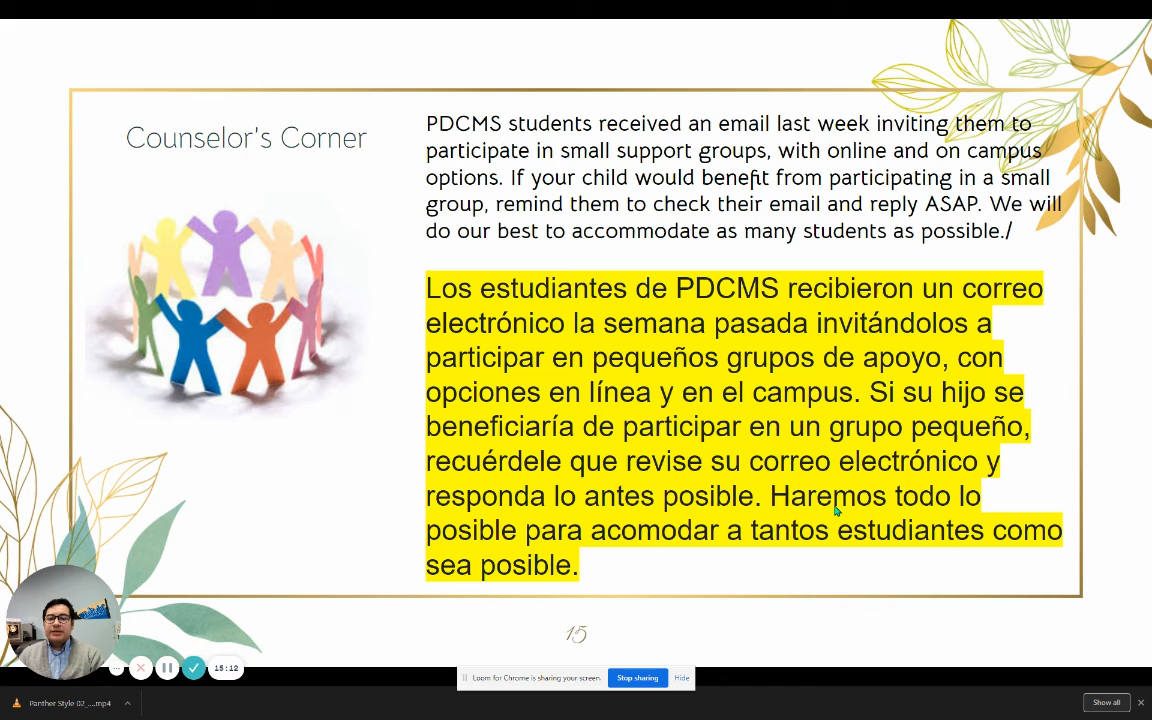 Counselor's Corner
PDCMS students received an email last week inviting them to
participate in small support groups, with online and on campus
options. If your child would benefit from participating in a small
group, remind them to check their email and reply ASAP. We will
do our best to accommodate as many students as possible./
Los estudiantes de PDCMS recibieron un correo
electrónico la semana pasada invitándolos a
participar en pequeños grupos de apoyo, con
opciones en línea y en el campus. Si su hijo se
beneficiaría de participar en un grupo pequeño,
recuérdele que revise su correo electrónico y
responda lo antes posible. Haremos todo lo
posible para acomodar a tantos estudiantes como
sea posible.
15
15:12
Loom for Chrome is sharing your screen.
Stop sharing
Hide
Panther Style 02_....mp4
Show all